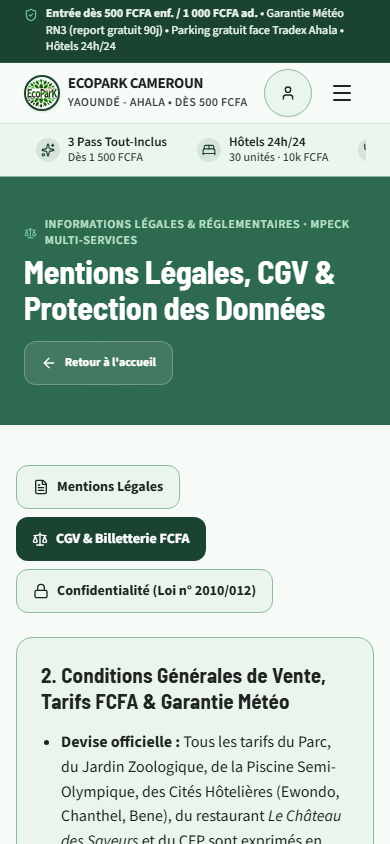 Entrée dès 500 FCFA enf. / 1 000 FCFA ad. • Garantie Météo
RN3 (report gratuit 90j) • Parking gratuit face Tradex Ahala •
Hôtels 24h/24
EcoParK
ECOPARK CAMEROUN
YAOUNDÉ - AHALA • DÈS 500 FCFA
3 Pass Tout-Inclus
Dès 1 500 FCFA
Hôtels 24h/24
30 unités · 10k FCFA
INFORMATIONS LÉGALES & RÉGLEMENTAIRES · MPECK
MULTI-SERVICES
Mentions Légales, CGV &
Protection des Données
Retour à l'accueil
Mentions Légales
CGV & Billetterie FCFA
Confidentialité (Loi n° 2010/012)
2. Conditions Générales de Vente,
Tarifs FCFA & Garantie Météo
• Devise officielle : Tous les tarifs du Parc,
du Jardin Zoologique, de la Piscine Semi-
Olympique, des Cités Hôtelières (Ewondo,
Chanthel, Bene), du restaurant Le Château
des Saveurs et du CFP sont exprimés en